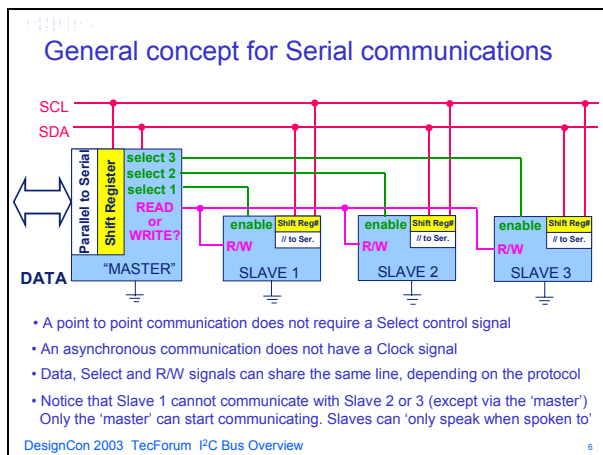 PHILIPS
General concept for Serial communications
SCL
SDA
Parallel to Serial
Shift Register
select 3
select 2
select 1
READ
or
WRITE?
"MASTER"
DATA
enable
Shift Reg#
// to Ser.
R/W
SLAVE 1
enable
Shift Reg#
// to Ser.
R/W
SLAVE 2
enable
Shift Reg#
// to Ser.
R/W
SLAVE 3
• A point to point communication does not require a Select control signal
• An asynchronous communication does not have a Clock signal
• Data, Select and R/W signals can share the same line, depending on the protocol
• Notice that Slave 1 cannot communicate with Slave 2 or 3 (except via the 'master')
Only the 'master' can start communicating. Slaves can 'only speak when spoken to'
DesignCon 2003 TecForum I²C Bus Overview
6